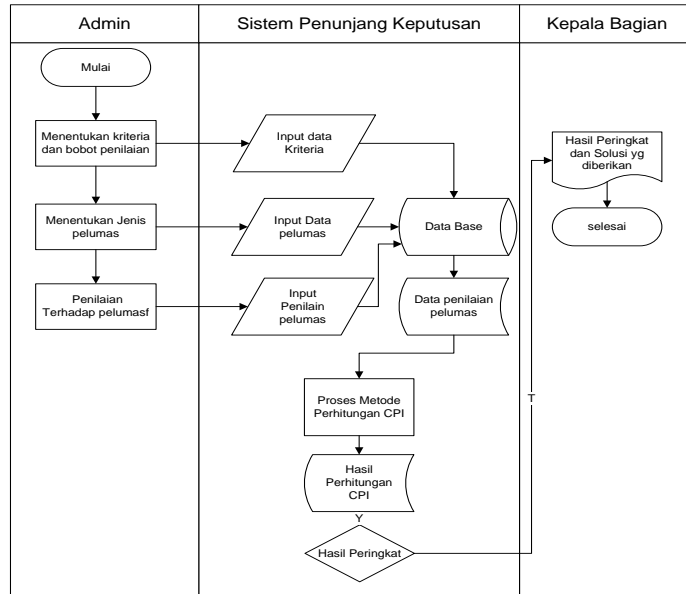 Admin
Sistem Penunjang Keputusan
Kepala Bagian
Mulai
Menentukan kriteria
dan bobot penilaian
Input data
Kriteria
Hasil Peringkat
dan Solusi yg
diberikan
Menentukan Jenis
pelumas
Input Data
pelumas
Data Base
selesai
Penilaian
Terhadap pelumasf
Input
Penilain
pelumas
Data penilaian
pelumas
Proses Metode
Perhitungan CPI
T
Hasil
Perhitungan
CPI
Y
Hasil Peringkat